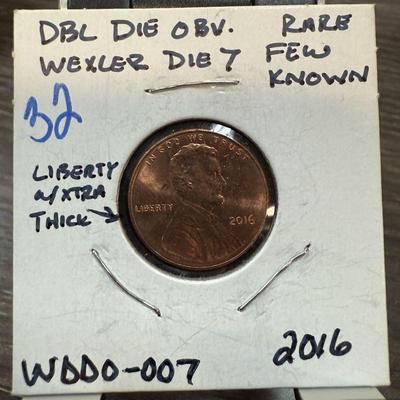 DBL DIE OBV. RARE
WEXLER DIE 7 FEW
KNOWN
32
LIBERTY
W/XTRA
THICK
IN GOD WE TRUST
LIBERTY
2016
WDDO-007
2016